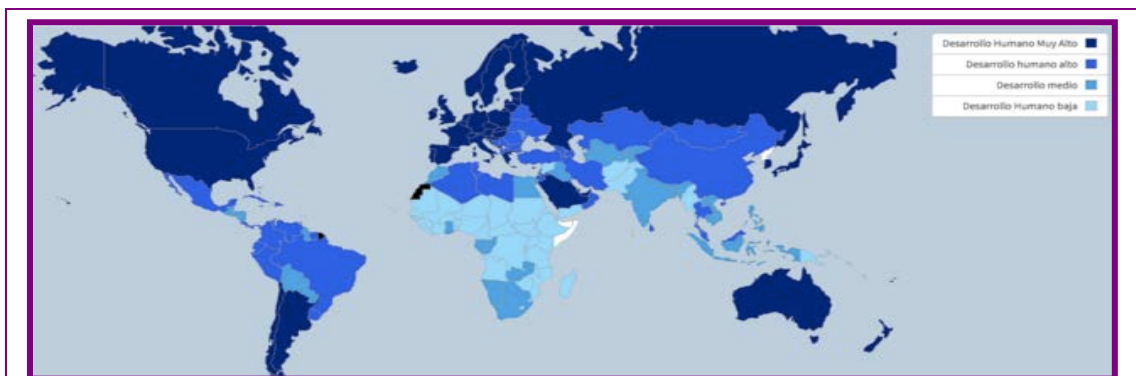 Desarrollo Humano Muy Alto
Desarrollo humano alto
Desarrollo medio
Desarrollo Humano baja